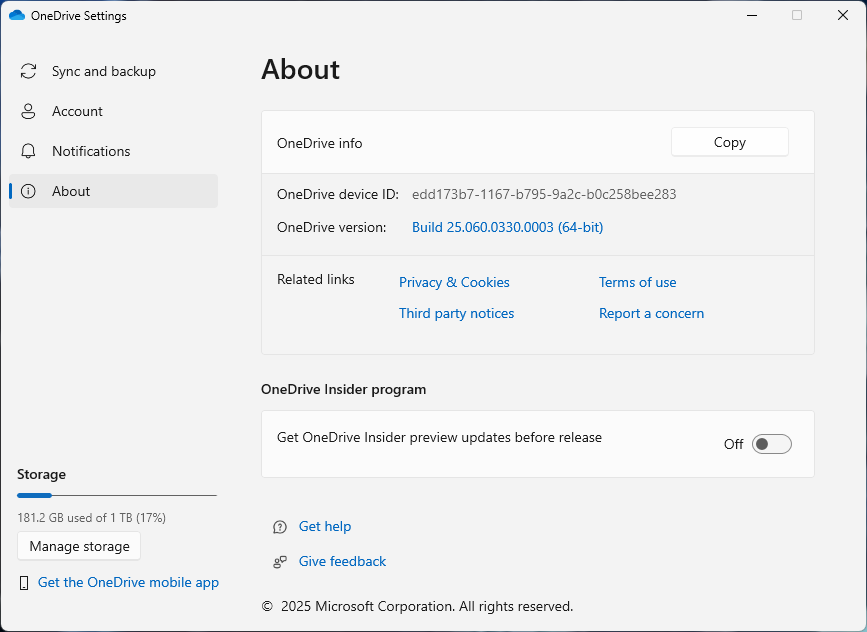 OneDrive Settings
Sync and backup
Account
Notifications
About
Storage
181.2 GB used of 1 TB (17%)
Manage storage
Get the OneDrive mobile app
About
OneDrive info
Copy
OneDrive device ID: edd173b7-1167-b795-9a2c-b0c258bee283
OneDrive version: Build 25.060.0330.0003 (64-bit)
Related links
Privacy & Cookies
Terms of use
Third party notices
Report a concern
OneDrive Insider program
Get OneDrive Insider preview updates before release
Off
Get help
Give feedback
© 2025 Microsoft Corporation. All rights reserved.